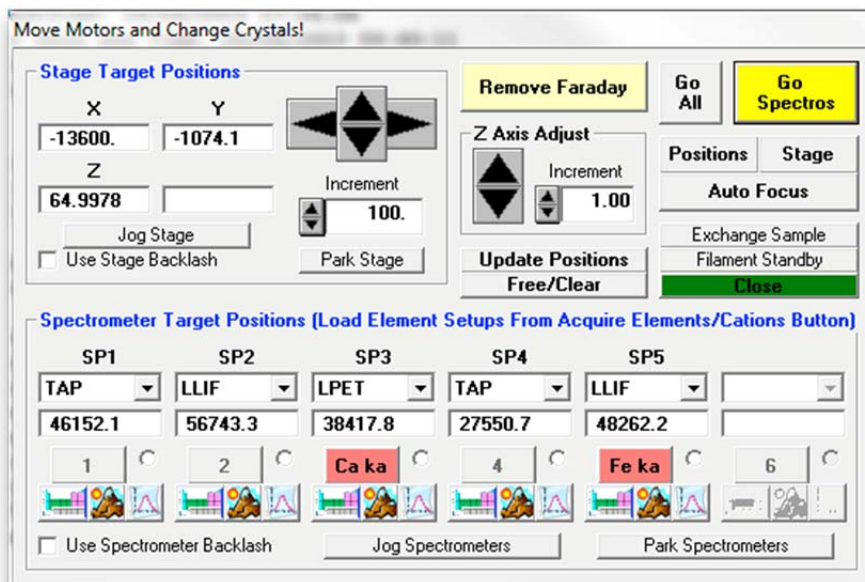 Move Motors and Change Crystals!
Stage Target Positions
X Y
-13600. -1074.1
Z
64.9978
Jog Stage
Use Stage Backlash
Increment
100.
Park Stage
Remove Faraday
Z Axis Adjust
Increment
1.00
Update Positions
Free/Clear
Go All
Go Spectros
Positions Stage
Auto Focus
Exchange Sample
Filament Standby
Close
Spectrometer Target Positions (Load Element Setups From Acquire Elements/Cations Button)
SP1 SP2 SP3 SP4 SP5
TAP LLIF LPET TAP LLIF
46152.1 56743.3 38417.8 27550.7 48262.2
1 2 Ca ka 4 Fe ka 6
Use Spectrometer Backlash Jog Spectrometers Park Spectrometers